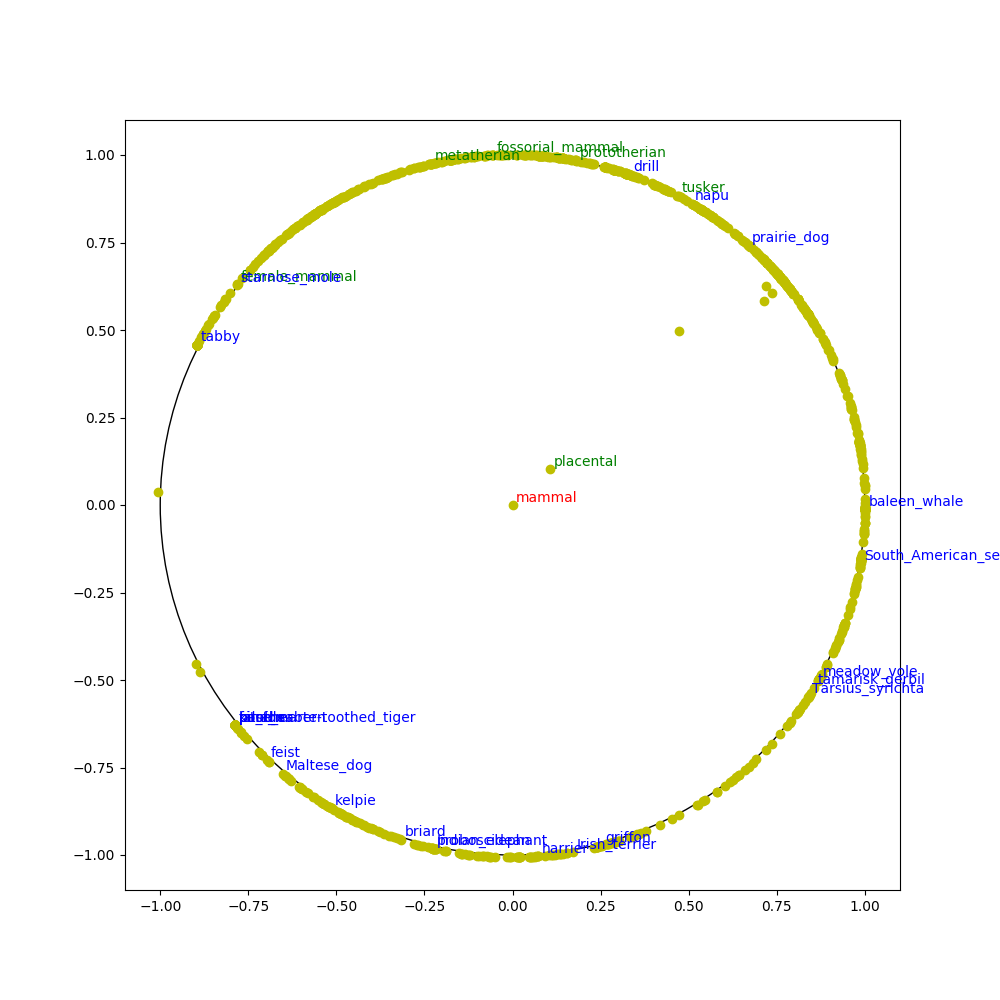 1.00
0.75
0.50
0.25
0.00
−0.25
−0.50
−0.75
−1.00
fossorial_mammal
metatherian
prototherian
drill
tusker
napu
prairie_dog
female_mammal
starnose_mole
tabby
placental
mammal
baleen_whale
South_American_se
meadow_vole
tamarisk_gerbil
Tarsius_syrichta
feist
Maltese_dog
kelpie
briard
griffon
Irish_terrier
harrier
−1.00 −0.75 −0.50 −0.25 0.00 0.25 0.50 0.75 1.00